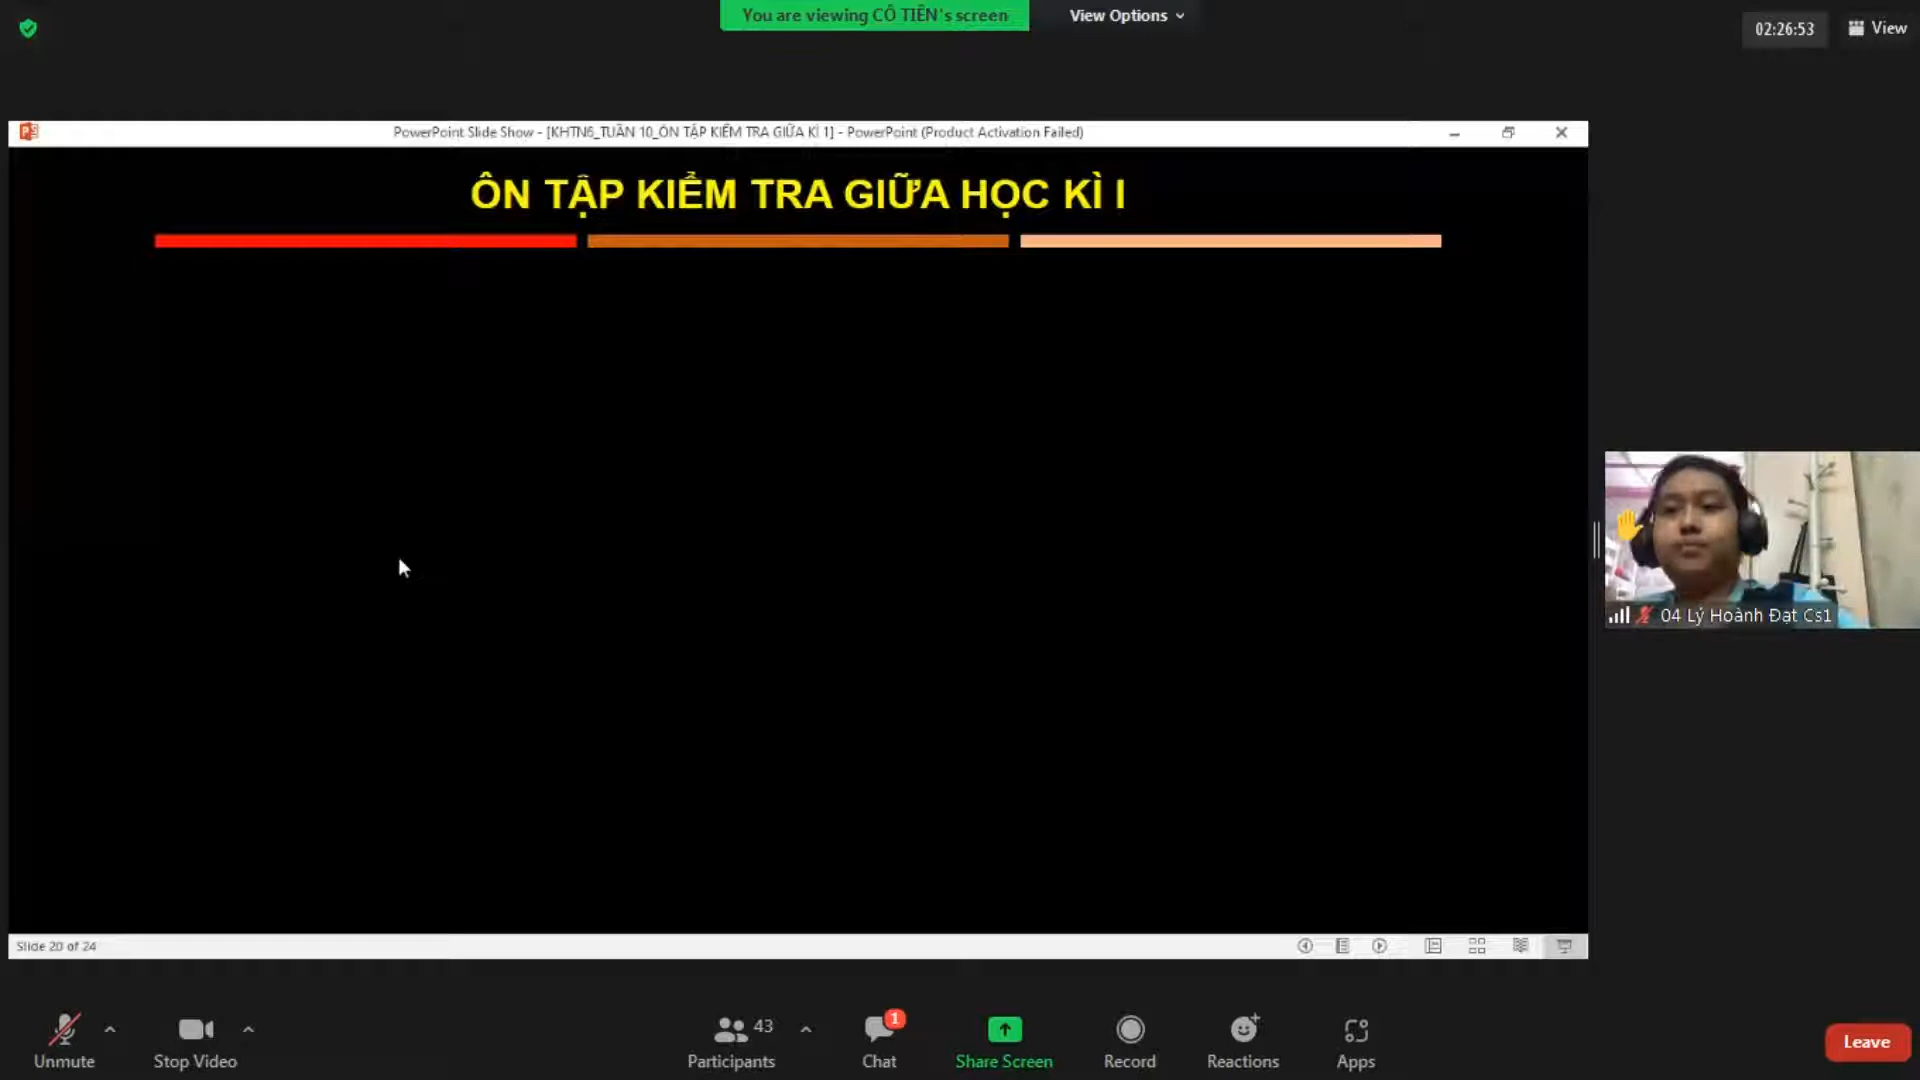 You are viewing CÔ TIÊN's screen
View Options
02:26:53
View
PowerPoint Slide Show - [KHTN6_TUẦN 10_ÔN TẬP KIỂM TRA GIỮA KÌ 1] - PowerPoint (Product Activation Failed)
ÔN TẬP KIỂM TRA GIỮA HỌC KÌ I
04 Lý Hoành Đạt Cs1
Slide 20 of 24
Unmute
Stop Video
43
Participants
1
Chat
Share Screen
Record
Reactions
Apps
Leave